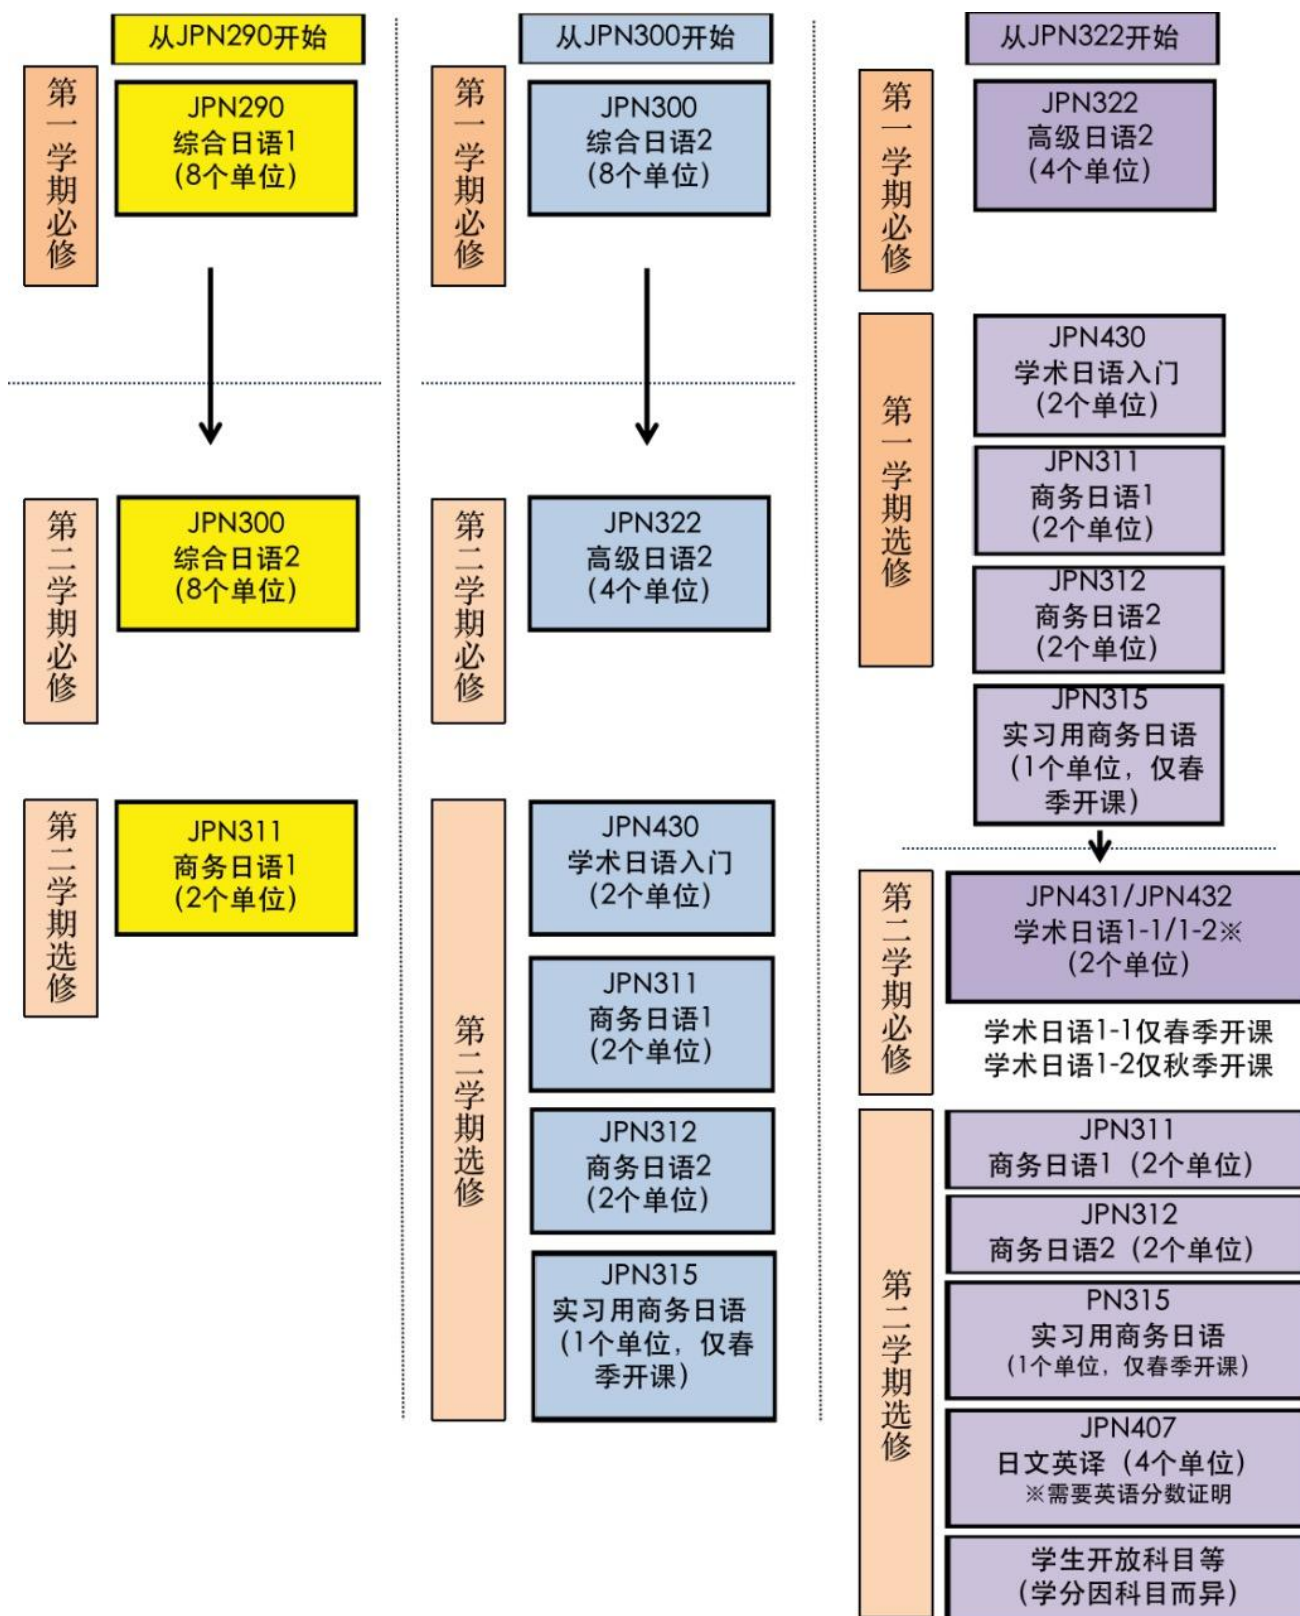 从JPN290开始
第一学期必修
JPN290
综合日语1
(8个单位)
第二学期必修
JPN300
综合日语2
(8个单位)
第二学期选修
JPN311
商务日语1
(2个单位)
从JPN300开始
第一学期必修
JPN300
综合日语2
(8个单位)
第二学期必修
JPN322
高级日语2
(4个单位)
第二学期选修
JPN430
学术日语入门
(2个单位)
JPN311
商务日语1
(2个单位)
JPN312
商务日语2
(2个单位)
JPN315
实习用商务日语
(1个单位，仅春
季开课)
从JPN322开始
第一学期必修
JPN322
高级日语2
(4个单位)
第一学期选修
JPN430
学术日语入门
(2个单位)
JPN311
商务日语1
(2个单位)
JPN312
商务日语2
(2个单位)
JPN315
实习用商务日语
(1个单位，仅春
季开课)
第二学期必修
JPN431/JPN432
学术日语1-1/1-2※
(2个单位)
学术日语1-1仅春季开课
学术日语1-2仅秋季开课
第二学期选修
JPN311
商务日语1 (2个单位)
JPN312
商务日语2 (2个单位)
PN315
实习用商务日语
(1个单位，仅春季开课)
JPN407
日文英译 (4个单位)
※需要英语分数证明
学生开放科目等
(学分因科目而异)